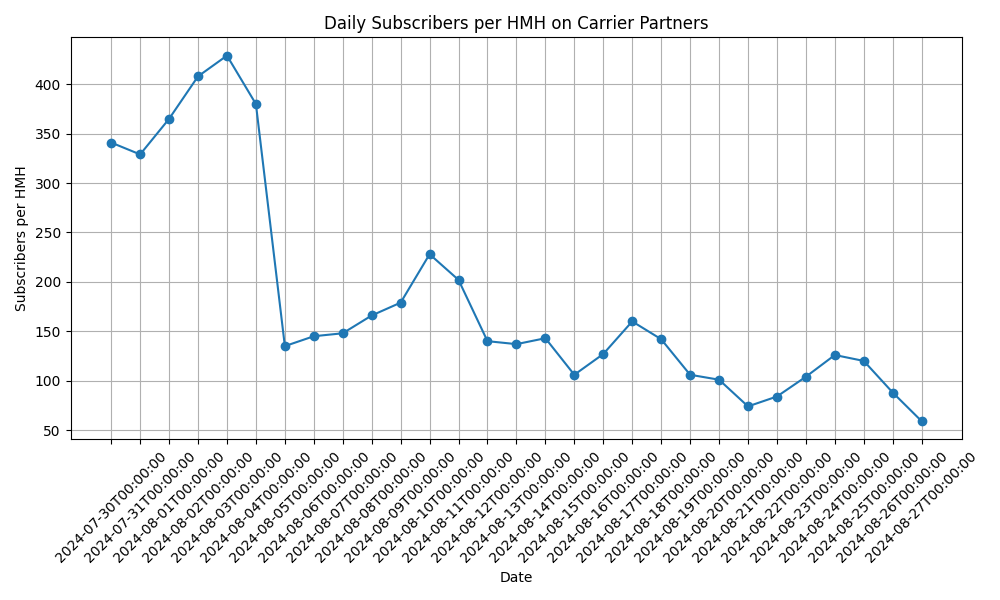 Daily Subscribers per HMH on Carrier Partners
Subscribers per HMH
400
350
300
250
200
150
100
50
2024-07-30T00:00:00
2024-07-31T00:00:00
2024-08-01T00:00:00
2024-08-02T00:00:00
2024-08-03T00:00:00
2024-08-04T00:00:00
2024-08-05T00:00:00
2024-08-06T00:00:00
2024-08-07T00:00:00
2024-08-08T00:00:00
2024-08-09T00:00:00
2024-08-10T00:00:00
2024-08-11T00:00:00
2024-08-12T00:00:00
2024-08-13T00:00:00
2024-08-14T00:00:00
2024-08-15T00:00:00
2024-08-16T00:00:00
2024-08-17T00:00:00
2024-08-18T00:00:00
2024-08-19T00:00:00
2024-08-20T00:00:00
2024-08-21T00:00:00
2024-08-22T00:00:00
2024-08-23T00:00:00
2024-08-24T00:00:00
2024-08-25T00:00:00
2024-08-26T00:00:00
2024-08-27T00:00:00
Date